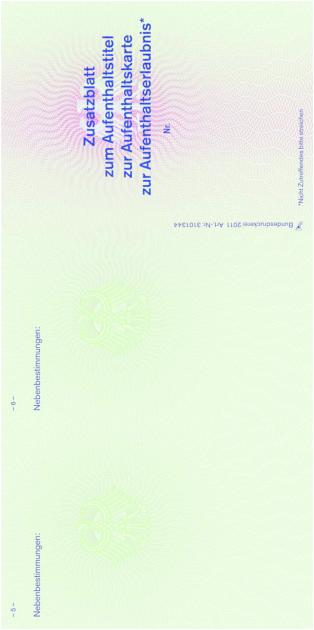 Zusatzblatt
zum Aufenthaltstitel
zur Aufenthaltskarte
zur Aufenthaltserlaubnis*
Nr.
*Nicht Zutreffendes bitte streichen
Bundesdruckerei 2011 Art.-Nr. 3101344
– 6 –
Nebenbestimmungen:
– 5 –
Nebenbestimmungen: